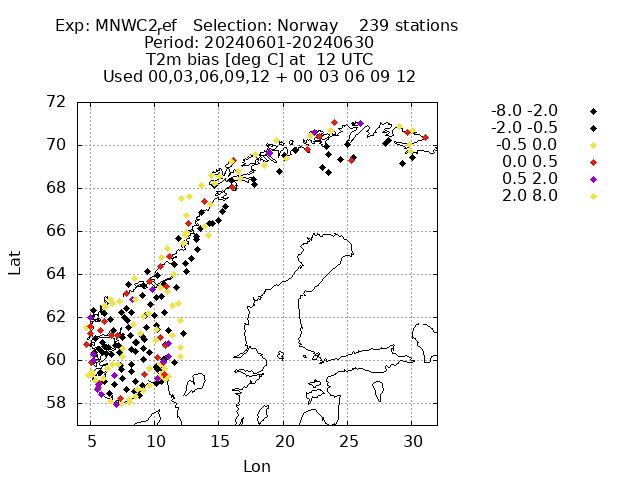 Exp: MNWC2ref Selection: Norway 239 stations
Period: 20240601-20240630
T2m bias [deg C] at 12 UTC
Used 00,03,06,09,12 + 00 03 06 09 12
-8.0 -2.0
-2.0 -0.5
-0.5 0.0
0.0 0.5
0.5 2.0
2.0 8.0
72
70
68
66
64
62
60
58
Lat
5 10 15 20 25 30
Lon